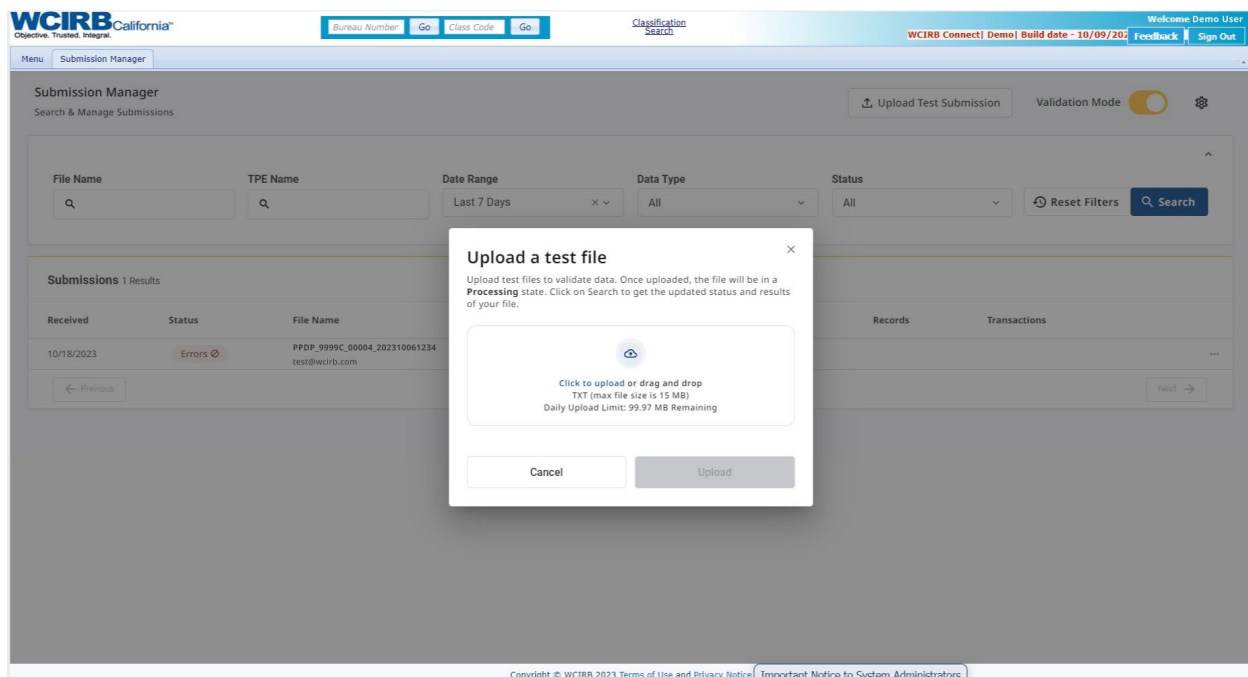 WCIRB California™
Objective. Trusted. Integral.
Bureau Number Go Class Code Go
Classification
Search
Welcome Demo User
WCIRB Connect| Demo| Build date - 10/09/202
Feedback Sign Out
Menu Submission Manager
Submission Manager
Search & Manage Submissions
Upload Test Submission
Validation Mode
File Name TPE Name Date Range Data Type Status
Last 7 Days All All Reset Filters Search
Submissions 1 Results
Received Status File Name Records Transactions
10/18/2023 Errors PPDP_9999C_00004_202310061234
test@wcirb.com
Previous Next
Upload a test file
Upload test files to validate data. Once uploaded, the file will be in a
Processing state. Click on Search to get the updated status and results
of your file.
Click to upload or drag and drop
TXT (max file size is 15 MB)
Daily Upload Limit: 99.97 MB Remaining
Cancel Upload
Copyright © WCIRB 2023 Terms of Use and Privacy Notice Important Notice to System Administrators